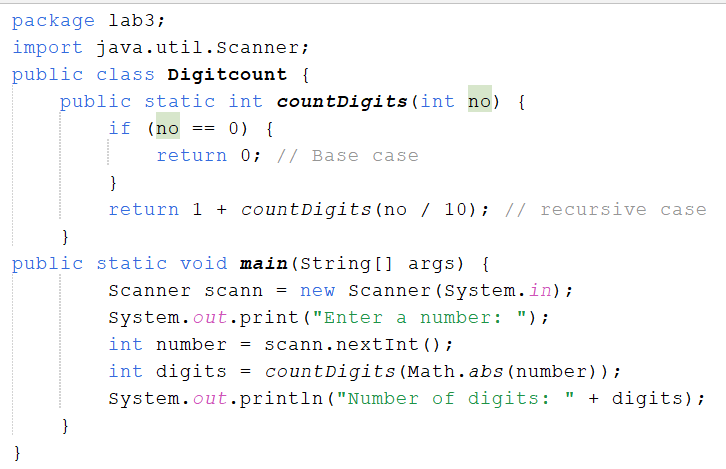 package lab3;
import java.util.Scanner;
public class Digitcount {
    public static int countDigits(int no) {
        if (no == 0) {
            return 0; // Base case
        }
        return 1 + countDigits(no / 10); // recursive case
    }
public static void main(String[] args) {
        Scanner scann = new Scanner(System.in);
        System.out.print("Enter a number: ");
        int number = scann.nextInt();
        int digits = countDigits(Math.abs(number));
        System.out.println("Number of digits: " + digits);
    }
}